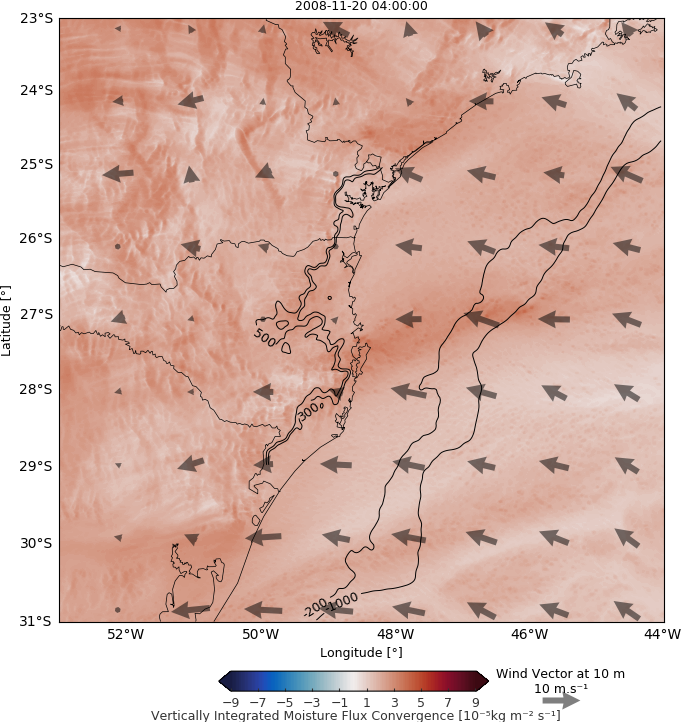 2008-11-20 04:00:00
23°S
24°S
25°S
26°S
27°S
28°S
29°S
30°S
31°S
Latitude [°]
500
300
-200
-1000
52°W 50°W 48°W 46°W 44°W
Longitude [°]
Wind Vector at 10 m
10 m.s⁻¹
−9 −7 −5 −3 −1 1 3 5 7 9
Vertically Integrated Moisture Flux Convergence [10⁻⁵kg m⁻² s⁻¹]